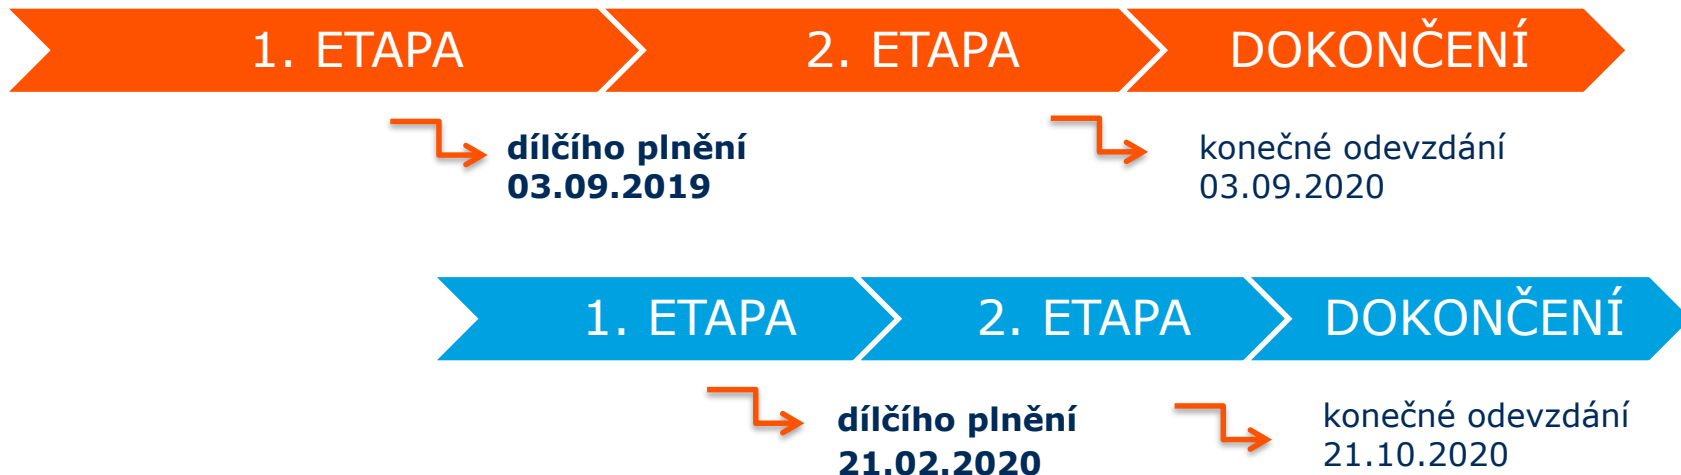 1. ETAPA
2. ETAPA
DOKONČENÍ
dílčího plnění
03.09.2019
konečné odevzdání
03.09.2020
1. ETAPA
2. ETAPA
DOKONČENÍ
dílčího plnění
21.02.2020
konečné odevzdání
21.10.2020